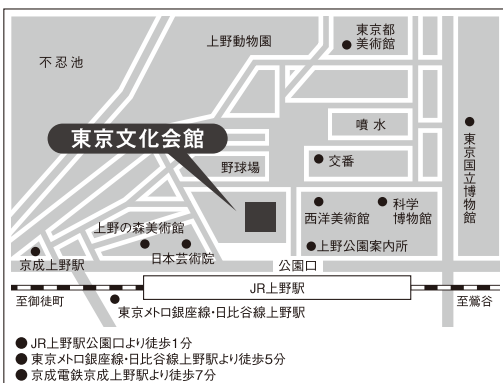 不忍池
上野動物園
東京都
美術館
東京文化会館
噴水
野球場
交番
東京国立博物館
西洋美術館
科学
博物館
上野の森美術館
日本芸術院
上野公園案内所
京成上野駅
公園口
JR上野駅
至御徒町
至鶯谷
東京メトロ銀座線・日比谷線上野駅
●JR上野駅公園口より徒歩1分
●東京メトロ銀座線・日比谷線上野駅より徒歩5分
●京成電鉄京成上野駅より徒歩7分